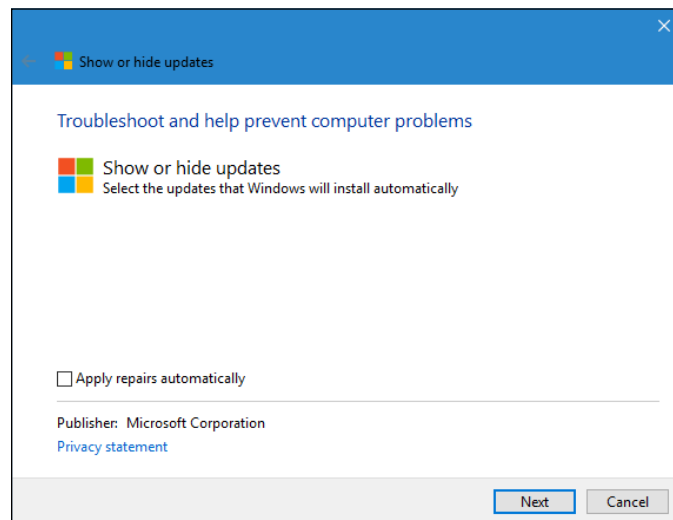 Show or hide updates
Troubleshoot and help prevent computer problems
Show or hide updates
Select the updates that Windows will install automatically
Apply repairs automatically
Publisher: Microsoft Corporation
Privacy statement
Next Cancel